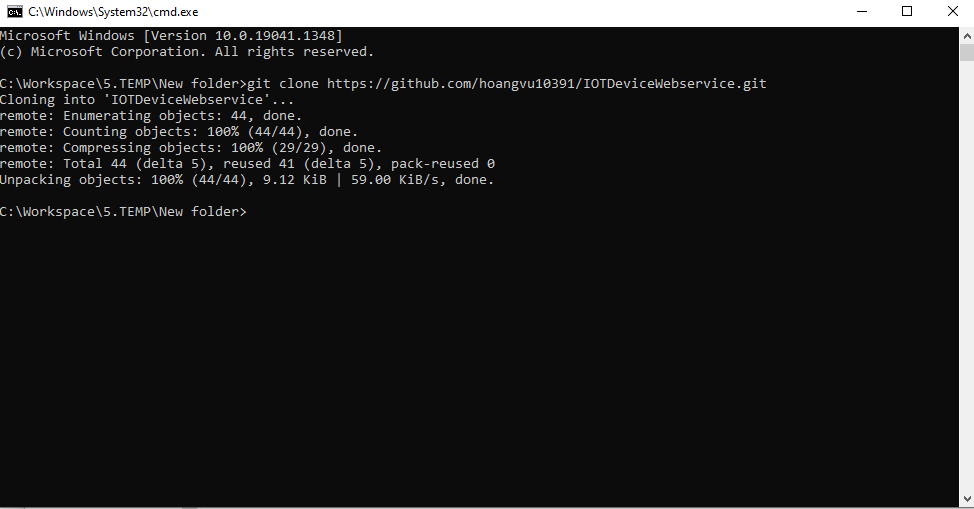 C:\Windows\System32\cmd.exe
Microsoft Windows [Version 10.0.19041.1348]
(c) Microsoft Corporation. All rights reserved.
C:\Workspace\5.TEMP\New folder>git clone https://github.com/hoangvu10391/IOTDeviceWebservice.git
Cloning into 'IOTDeviceWebservice'...
remote: Enumerating objects: 44, done.
remote: Counting objects: 100% (44/44), done.
remote: Compressing objects: 100% (29/29), done.
remote: Total 44 (delta 5), reused 41 (delta 5), pack-reused 0
Unpacking objects: 100% (44/44), 9.12 KiB | 59.00 KiB/s, done.
C:\Workspace\5.TEMP\New folder>